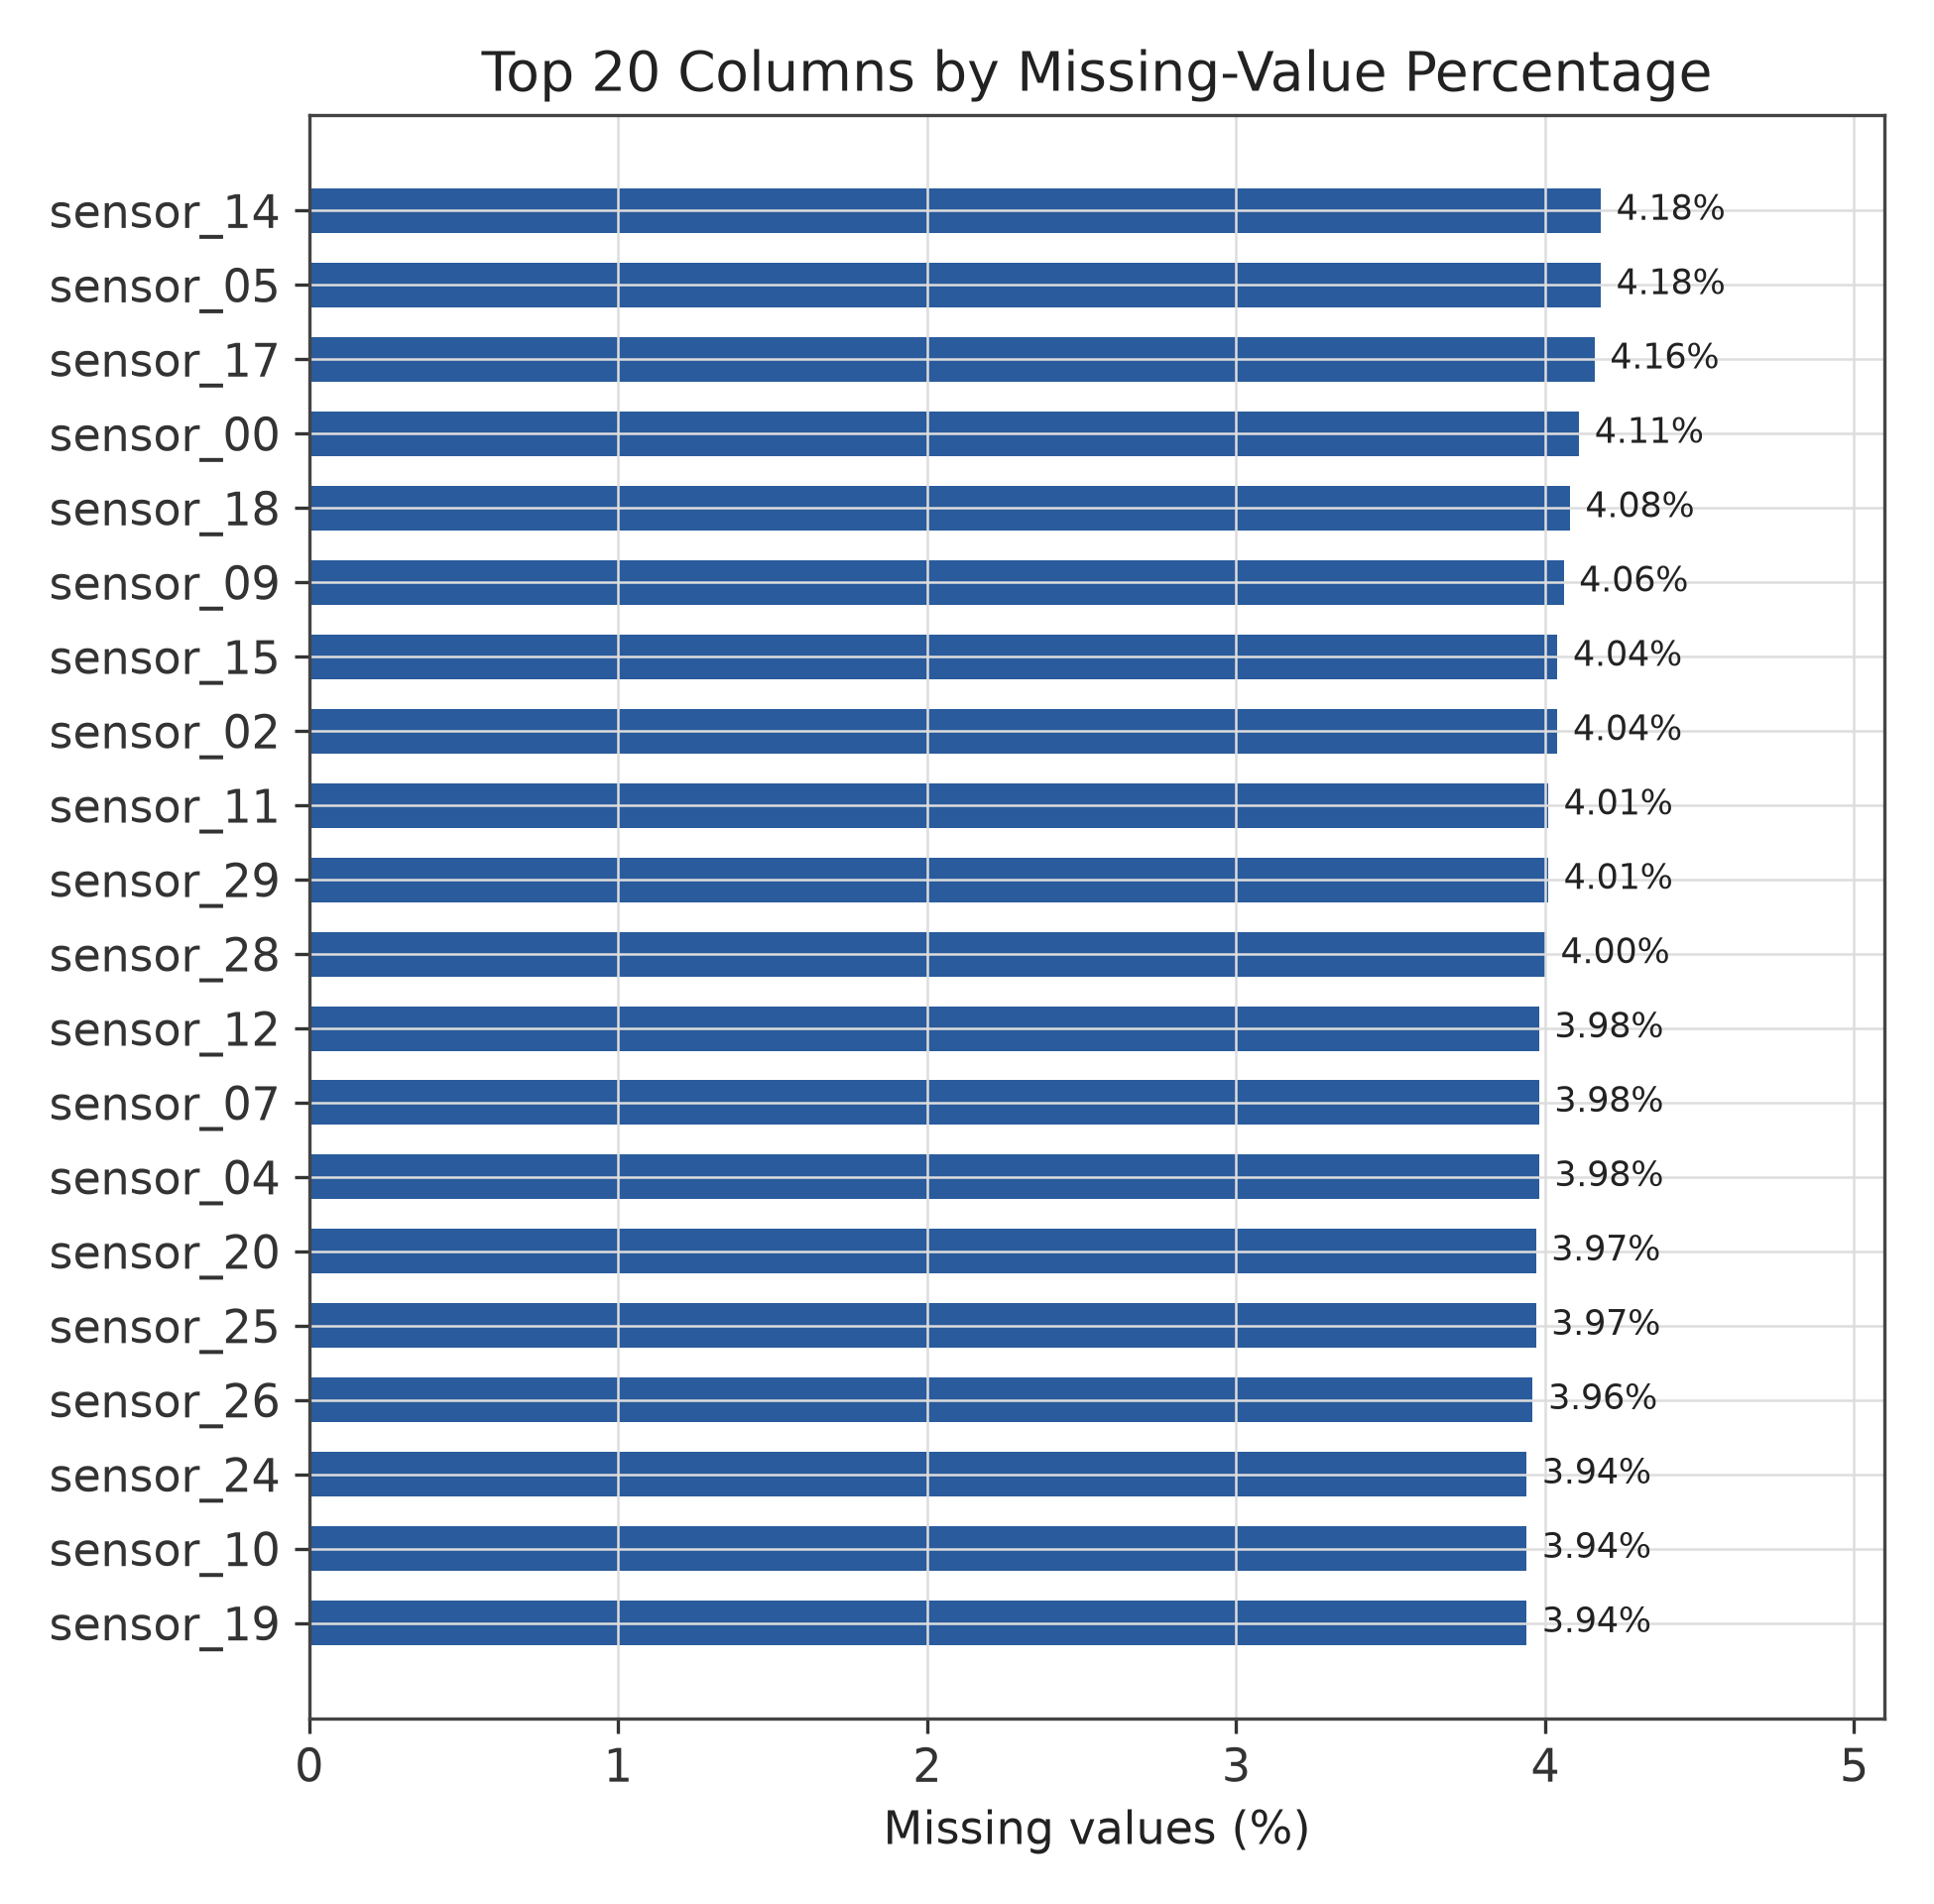 Top 20 Columns by Missing-Value Percentage
sensor_14 4.18%
sensor_05 4.18%
sensor_17 4.16%
sensor_00 4.11%
sensor_18 4.08%
sensor_09 4.06%
sensor_15 4.04%
sensor_02 4.04%
sensor_11 4.01%
sensor_29 4.01%
sensor_28 4.00%
sensor_12 3.98%
sensor_07 3.98%
sensor_04 3.98%
sensor_20 3.97%
sensor_25 3.97%
sensor_26 3.96%
sensor_24 3.94%
sensor_10 3.94%
sensor_19 3.94%
0 1 2 3 4 5
Missing values (%)